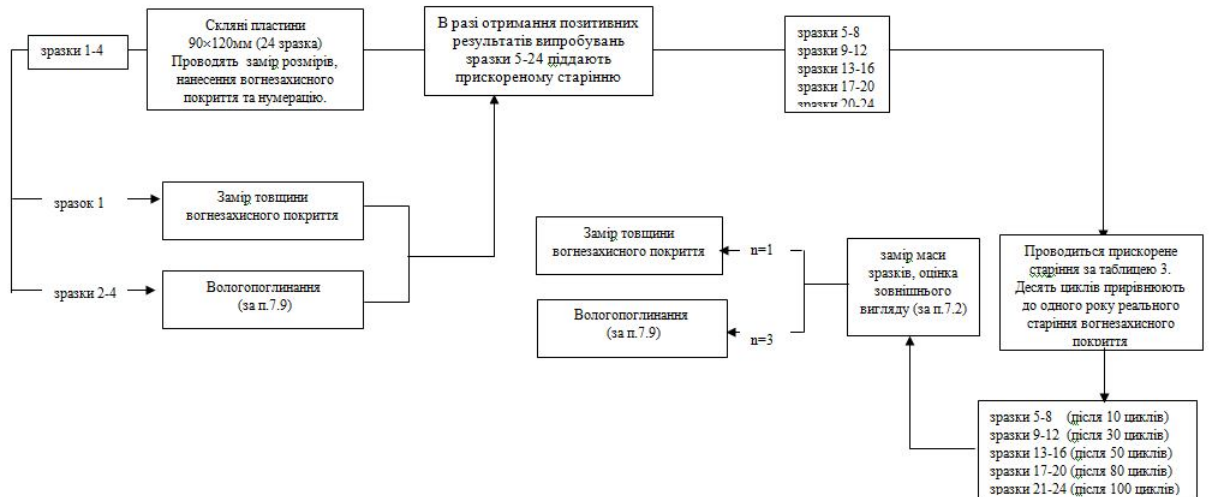 зразки 1-4
Скляні пластини
90×120мм (24 зразка)
Проводять замір розмірів,
нанесення вогнезахисного
покриття та нумерацію.
В разі отримання позитивних
результатів випробувань
зразки 5-24 піддають
прискореному старінню
зразки 5-8
зразки 9-12
зразки 13-16
зразки 17-20
зразки 20-24
зразок 1
Замір товщини
вогнезахисного покриття
зразки 2-4
Вологопоглинання
(за п.7.9)
Замір товщини
вогнезахисного покриття
n=1
Вологопоглинання
(за п.7.9)
n=3
замір маси
зразків, оцінка
зовнішнього
вигляду (за п.7.2)
Проводиться прискорене
старіння за таблицею 3.
Десять циклів прирівнюють
до одного року реального
старіння вогнезахисного
покриття
зразки 5-8 (після 10 циклів)
зразки 9-12 (після 30 циклів)
зразки 13-16 (після 50 циклів)
зразки 17-20 (після 80 циклів)
зразки 21-24 (після 100 циклів)